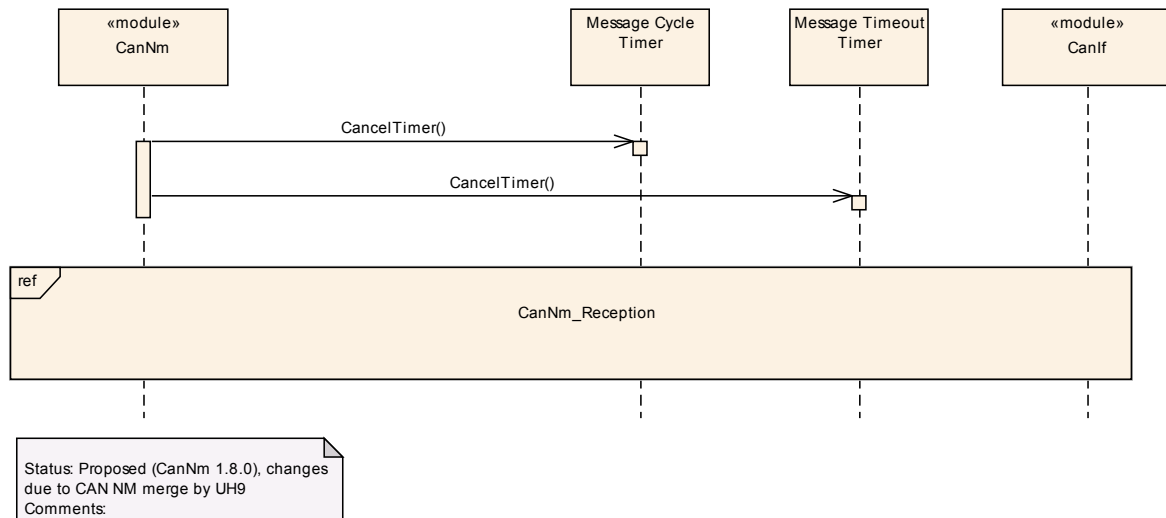 «module»
CanNm
Message Cycle
Timer
Message Timeout
Timer
«module»
CanIf
CancelTimer()
CancelTimer()
ref
CanNm_Reception
Status: Proposed (CanNm 1.8.0), changes
due to CAN NM merge by UH9
Comments: